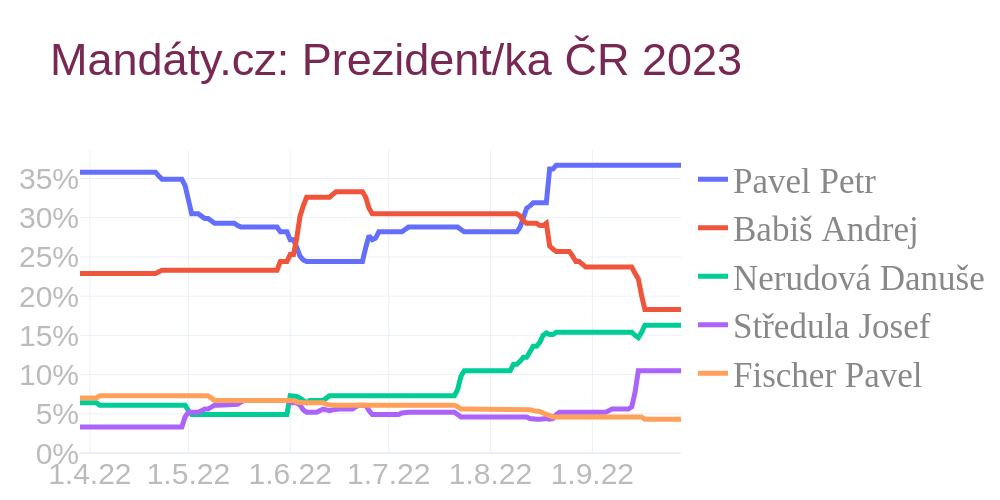 Mandáty.cz: Prezident/ka ČR 2023
35%
30%
25%
20%
15%
10%
5%
0%
1.4.22 1.5.22 1.6.22 1.7.22 1.8.22 1.9.22
Pavel Petr
Babiš Andrej
Nerudová Danuše
Středula Josef
Fischer Pavel